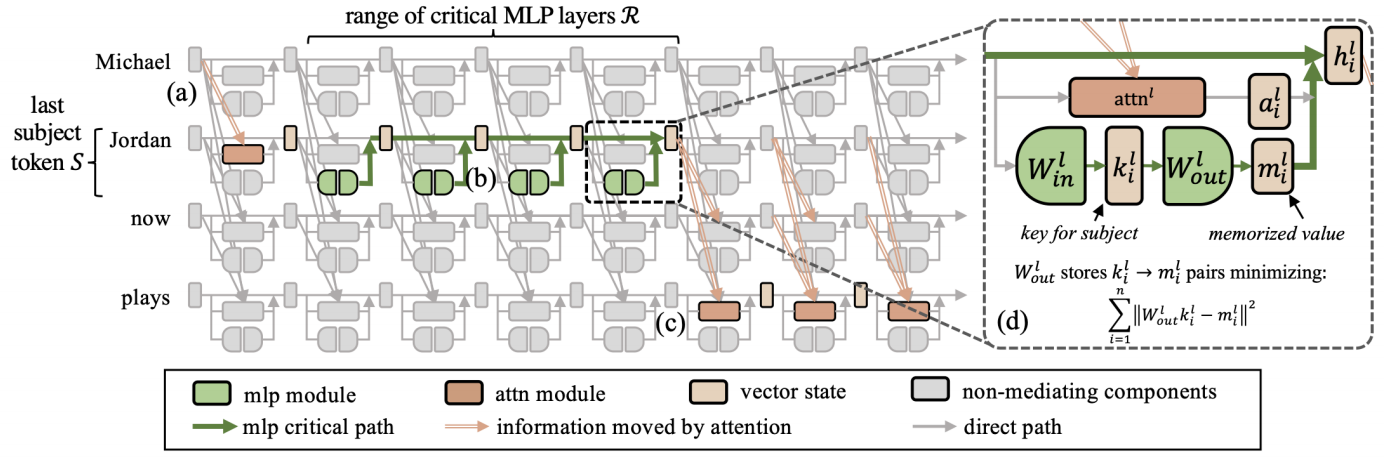 range of critical MLP layers ℛ
Michael
(a)
last
subject
token S
Jordan
(b)
now
plays
(c)
h_i^l
attn^l
a_i^l
W_in^l
k_i^l
W_out^l
m_i^l
key for subject
memorized value
W_out^l stores k_i^l → m_i^l pairs minimizing:
(d)
∑_{i=1}^{n} ‖W_out^l k_i^l − m_i^l‖^2
mlp module
attn module
vector state
non-mediating components
mlp critical path
information moved by attention
direct path